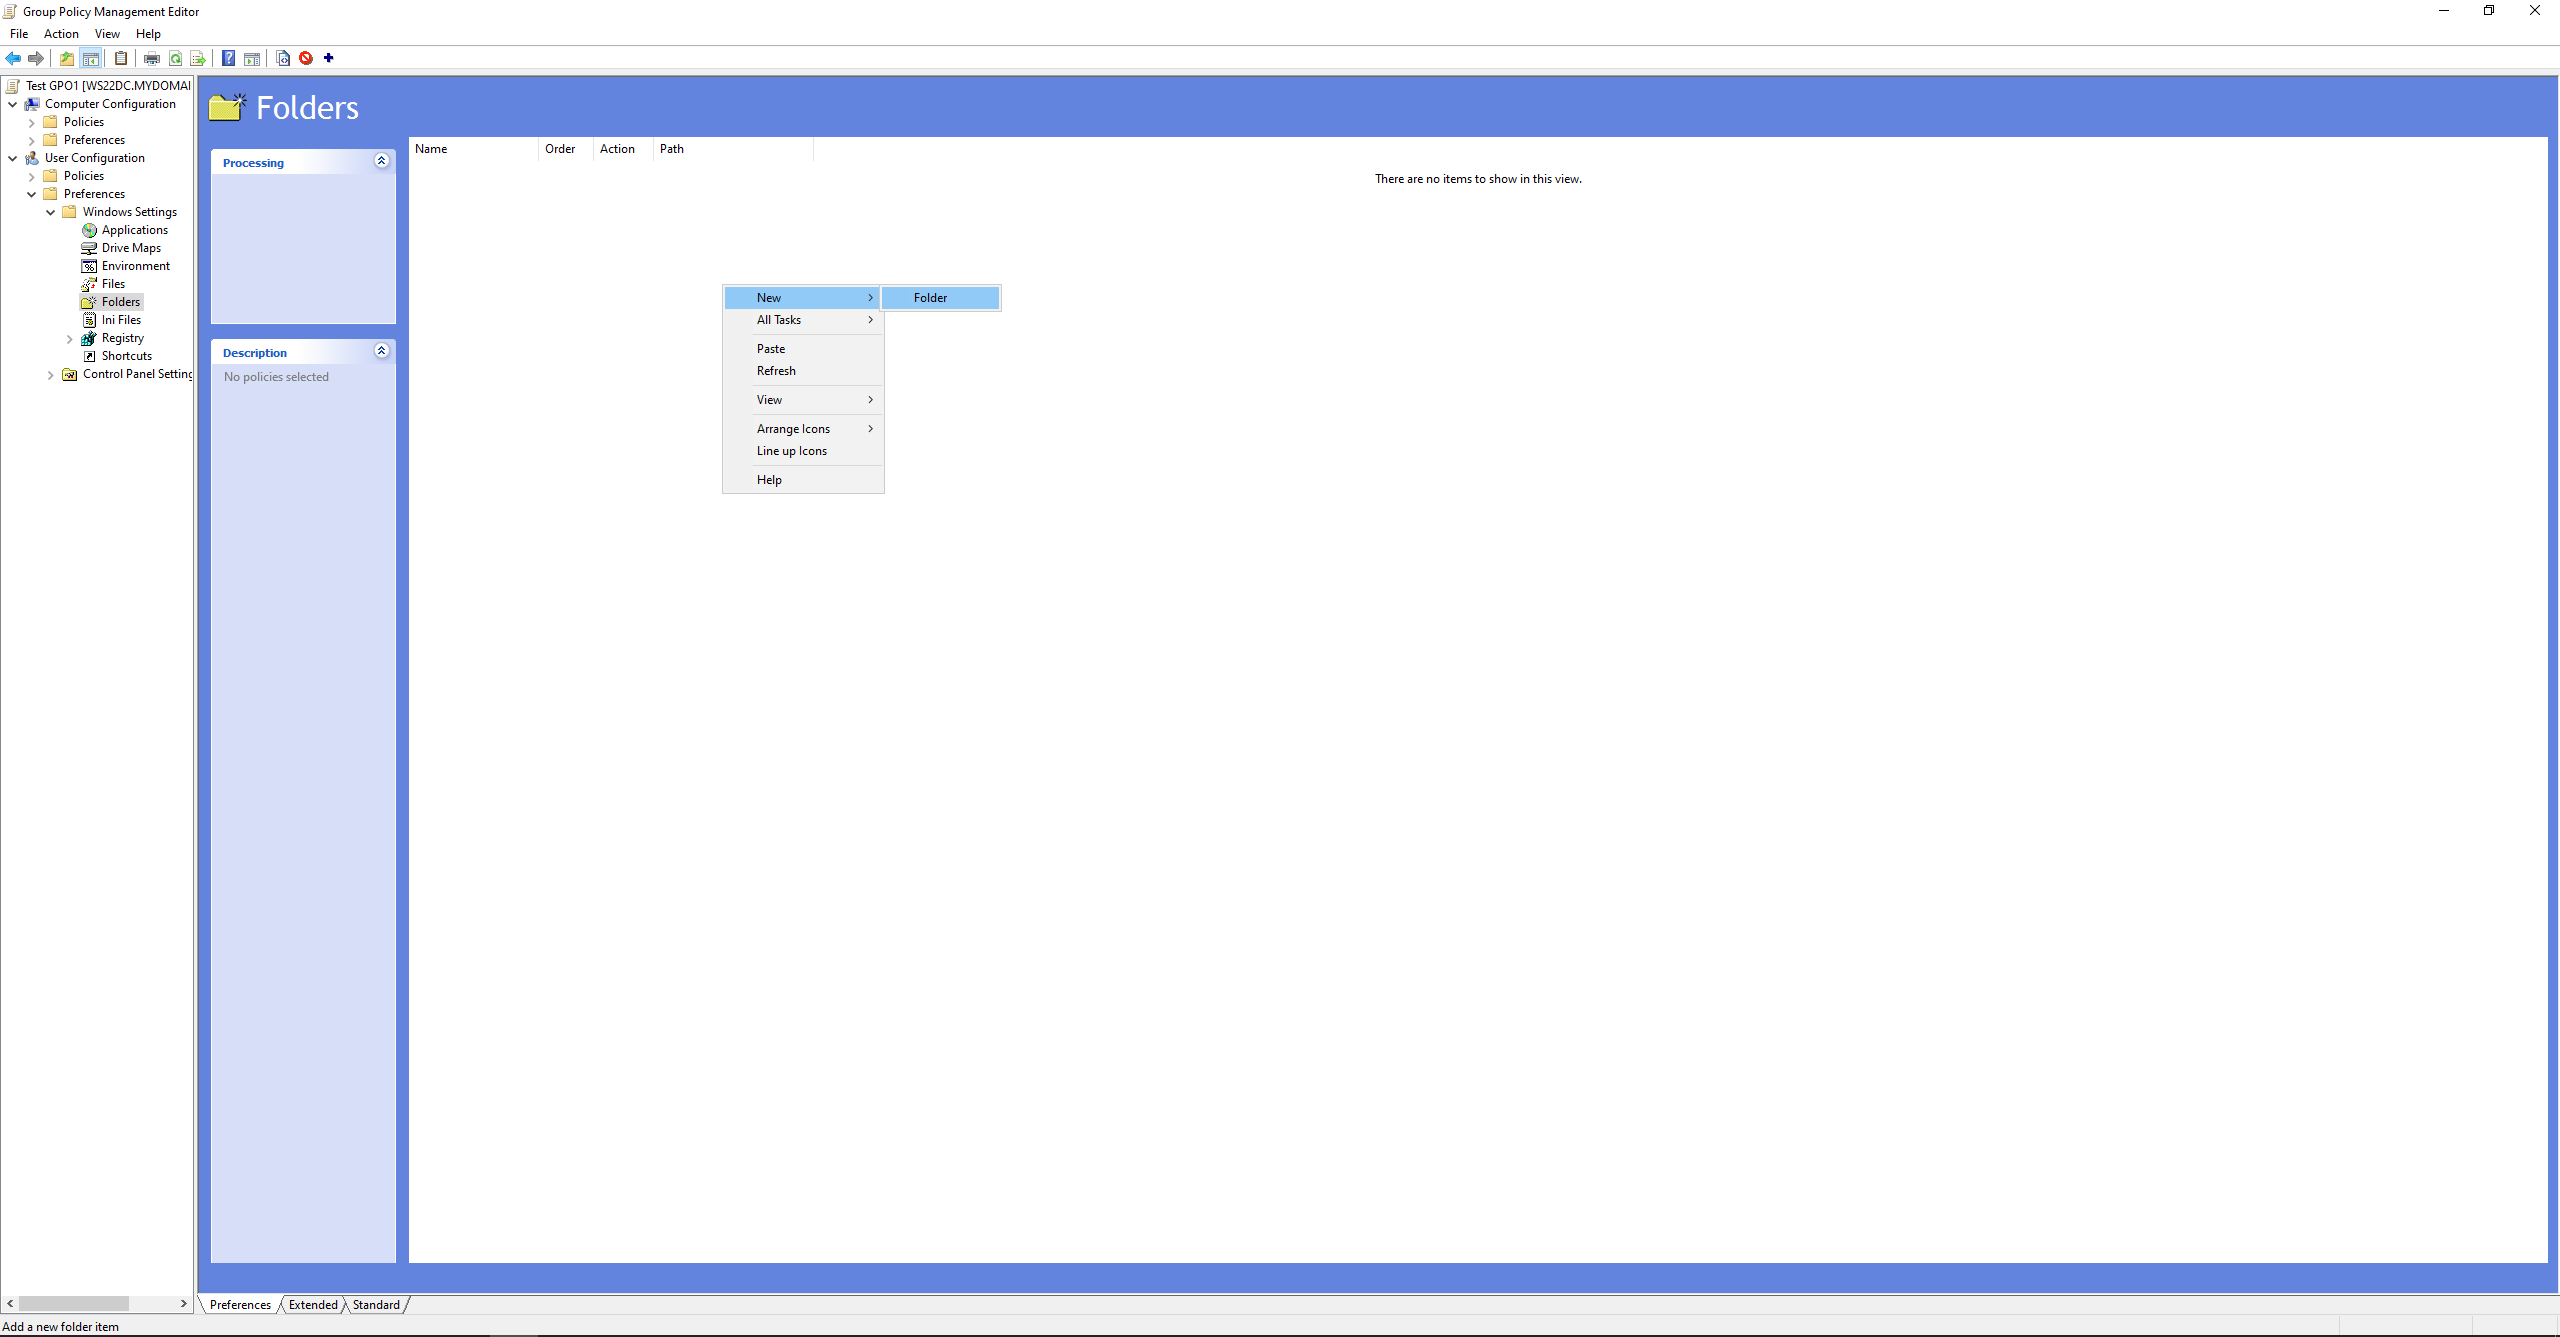 Group Policy Management Editor
File Action View Help
Test GPO1 [WS22DC.MYDOMAI
Computer Configuration
Policies
Preferences
User Configuration
Policies
Preferences
Windows Settings
Applications
Drive Maps
Environment
Files
Folders
Ini Files
Registry
Shortcuts
Control Panel Setting
Folders
Processing
Description
No policies selected
Name Order Action Path
There are no items to show in this view.
New
Folder
All Tasks
Paste
Refresh
View
Arrange Icons
Line up Icons
Help
Preferences Extended Standard
Add a new folder item